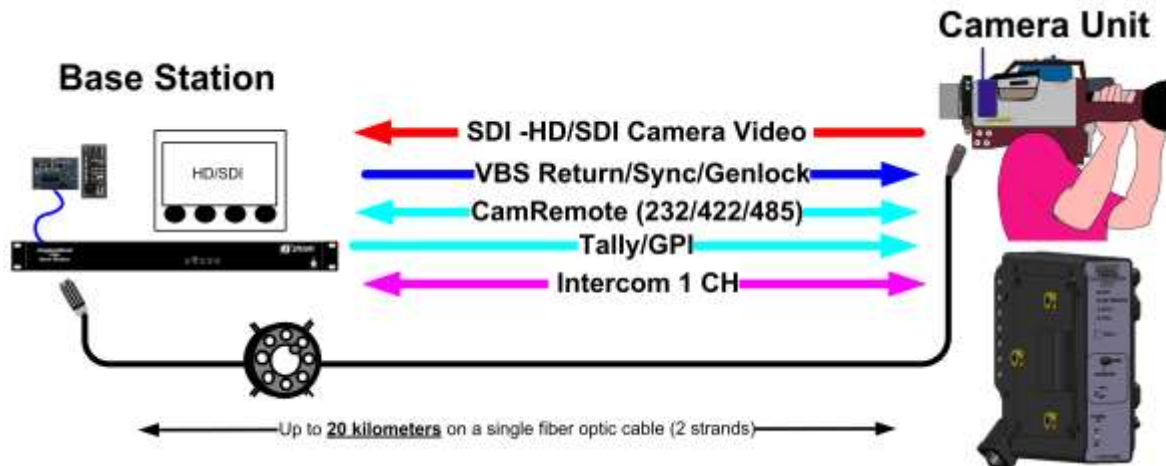 Camera Unit
Base Station
SDI -HD/SDI Camera Video
HD/SDI
VBS Return/Sync/Genlock
CamRemote (232/422/485)
Tally/GPI
Intercom 1 CH
Up to 20 kilometers on a single fiber optic cable (2 strands)